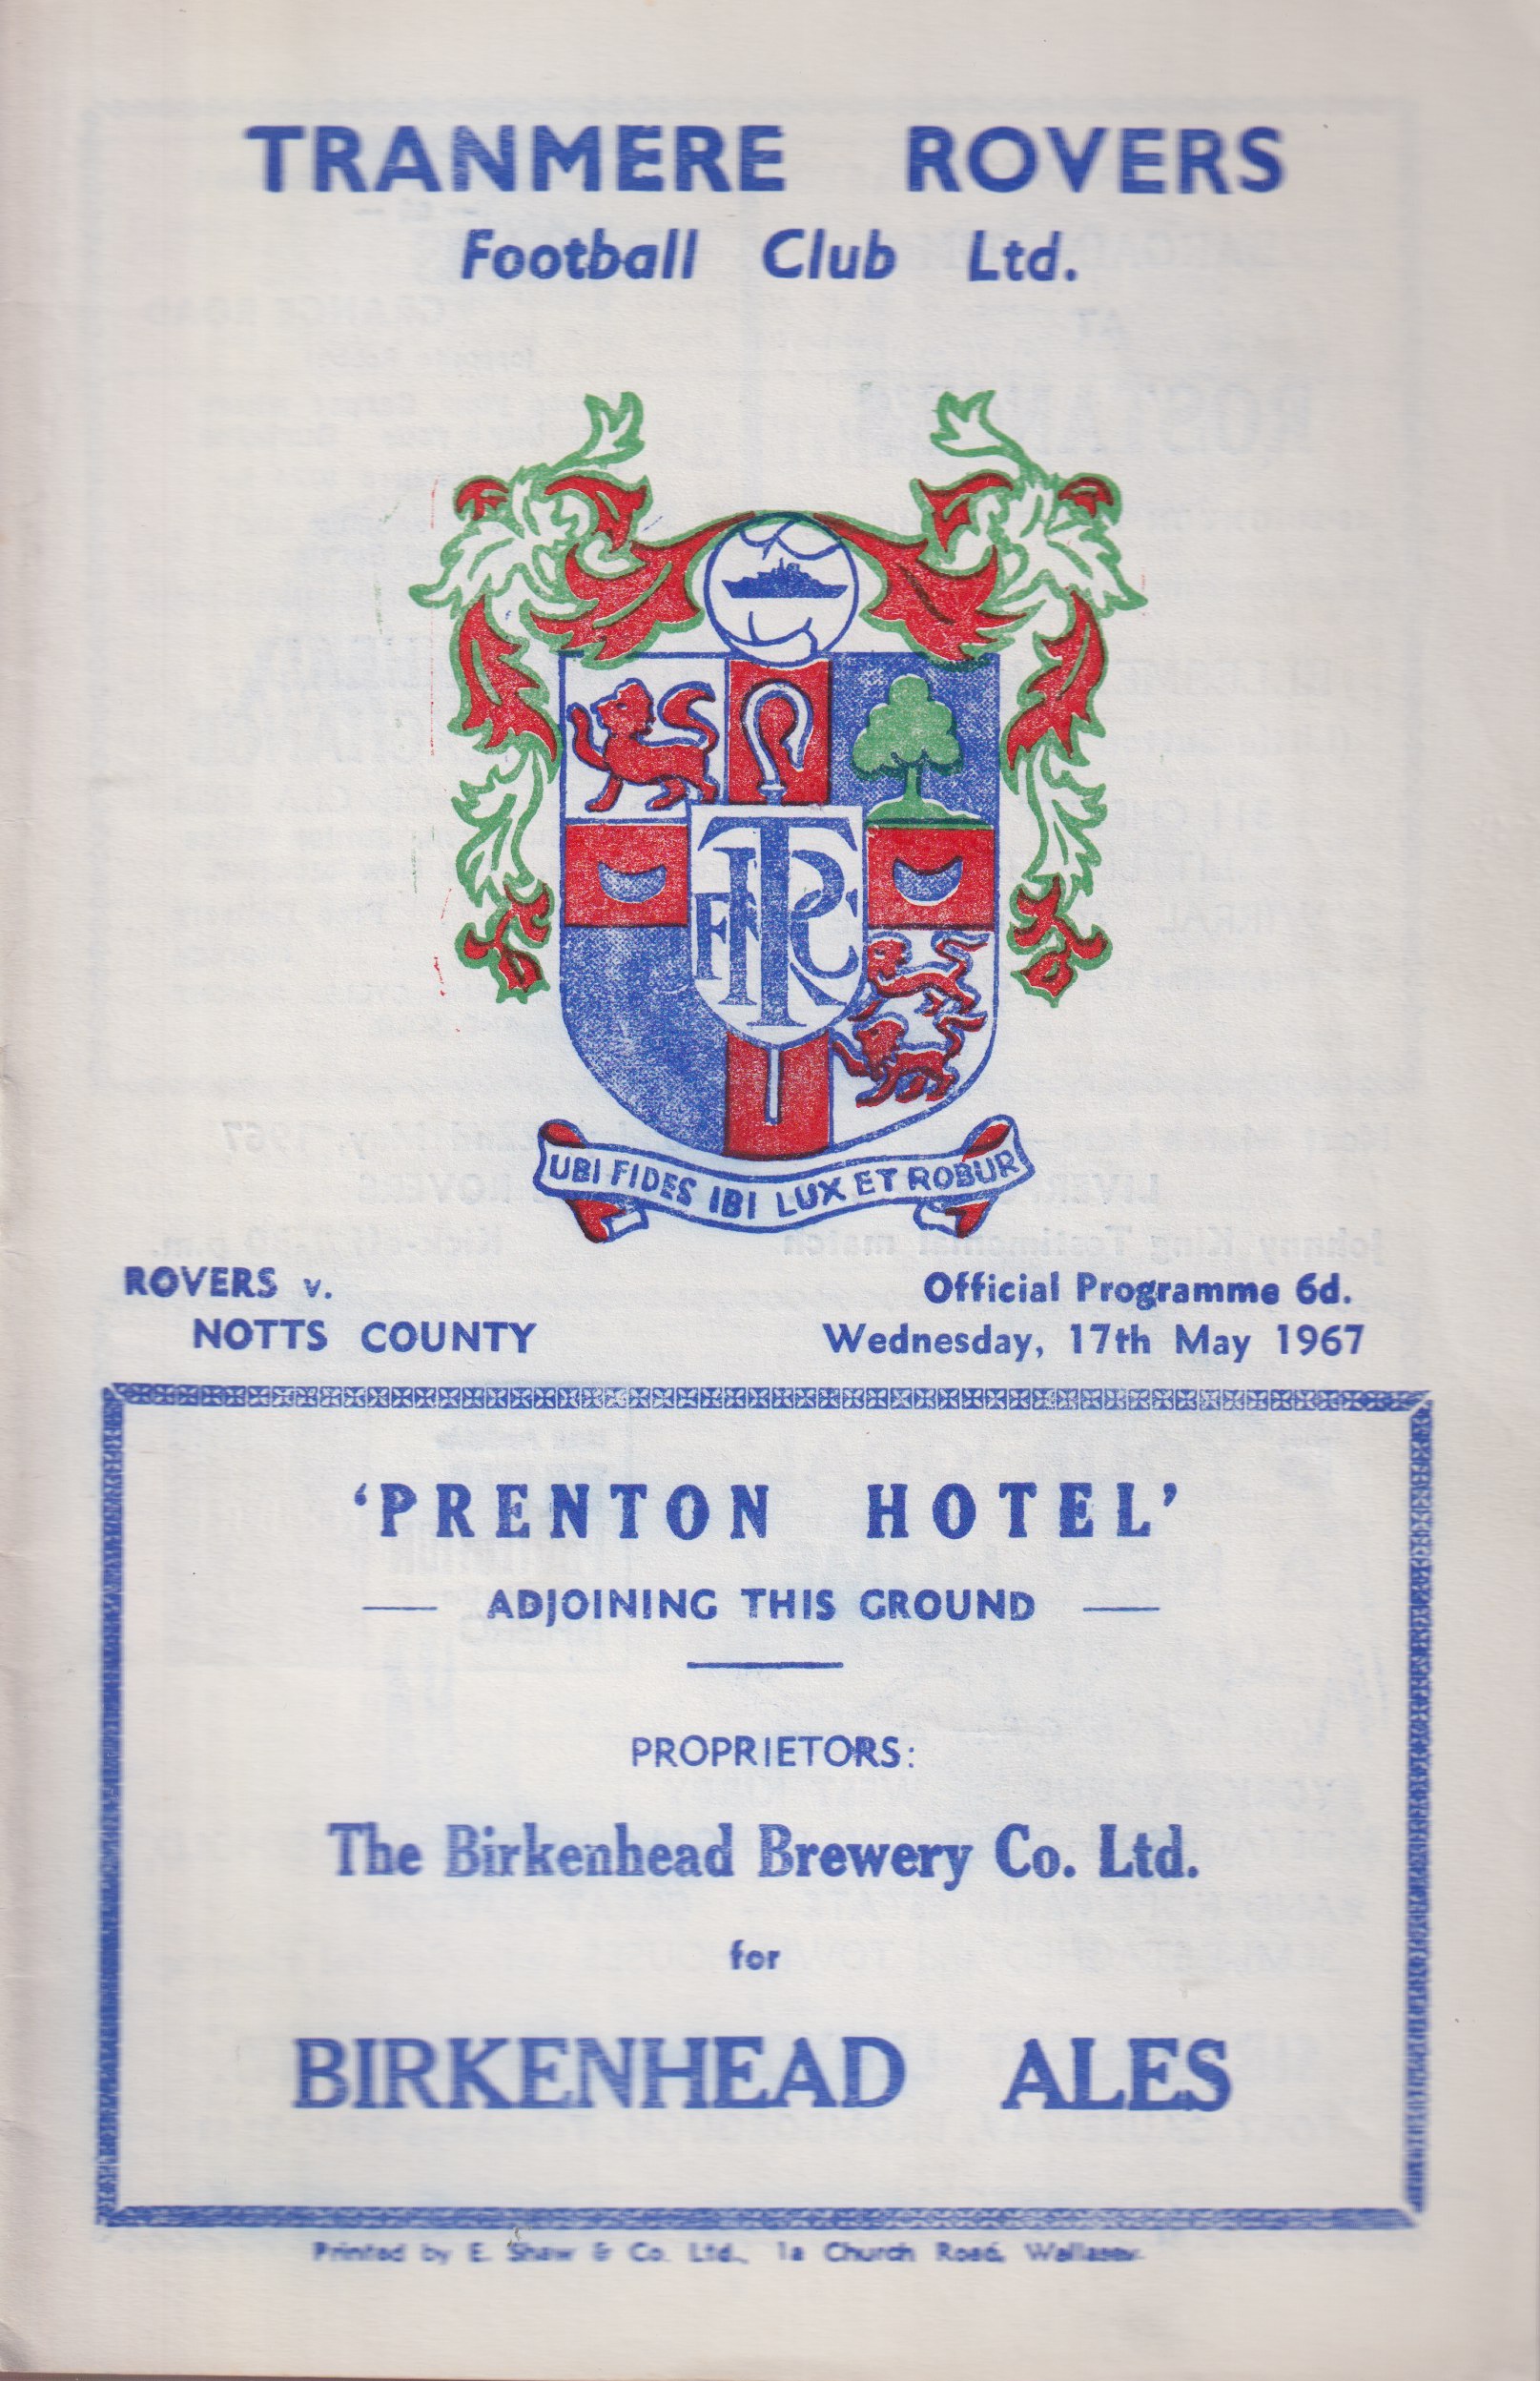 TRANMERE ROVERS
Football Club Ltd.
TRFC
UBI FIDES IBI LUX ET ROBUR
ROVERS v.
NOTTS COUNTY
Official Programme 6d.
Wednesday, 17th May 1967
'PRENTON HOTEL'
— ADJOINING THIS GROUND —
PROPRIETORS:
The Birkenhead Brewery Co. Ltd.
for
BIRKENHEAD ALES
Printed by E. Shaw & Co. Ltd., 1a Church Road, Wallasey.